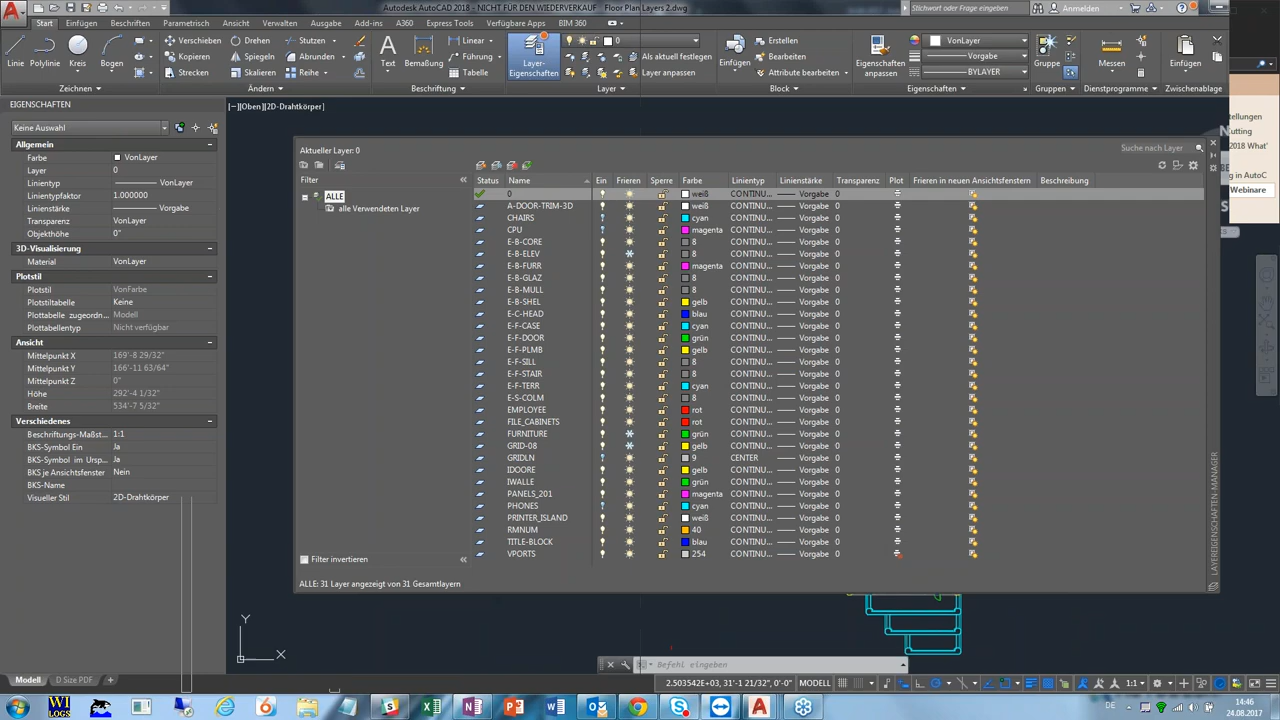 Autodesk AutoCAD 2018 - NICHT FÜR DEN WIEDERVERKAUF    Floor Plan Layers 2.dwg
Stichwort oder Frage eingeben
Anmelden
Start Einfügen Beschriften Parametrisch Ansicht Verwalten Ausgabe Add-ins A360 Express Tools Verfügbare Apps BIM 360
Linie Polylinie Kreis Bogen
Verschieben Drehen Stutzen
Kopieren Spiegeln Abrunden
Strecken Skalieren Reihe
Text Bemaßung
Linear
Führung
Tabelle
Layer-
Eigenschaften
0
Als aktuell festlegen
Layer anpassen
Einfügen
Erstellen
Bearbeiten
Attribute bearbeiten
Eigenschaften
anpassen
VonLayer
Vorgabe
BYLAYER
Gruppe Messen Einfügen
Zeichnen Ändern Beschriftung Layer Block Eigenschaften Gruppen Dienstprogramme Zwischenablage
EIGENSCHAFTEN
[−][Oben][2D-Drahtkörper]
Keine Auswahl
Allgemein
Farbe VonLayer
Layer 0
Linientyp VonLayer
Linientypfaktor 1.000000
Linienstärke Vorgabe
Transparenz VonLayer
Objekthöhe 0"
3D-Visualisierung
Material VonLayer
Plotstil
Plotstil VonFarbe
Plotstiltabelle Keine
Plottabelle zugeordn... Modell
Plottabellentyp Nicht verfügbar
Ansicht
Mittelpunkt X 169'-8 29/32"
Mittelpunkt Y 166'-11 63/64"
Mittelpunkt Z 0"
Höhe 292'-4 1/32"
Breite 534'-7 5/32"
Verschiedenes
Beschriftungs-Maßst... 1:1
BKS-Symbol Ein Ja
BKS-Symbol im Ursp... Ja
BKS je Ansichtsfenster Nein
BKS-Name
Visueller Stil 2D-Drahtkörper
Aktueller Layer: 0
Suche nach Layer
Filter
ALLE
alle Verwendeten Layer
Status Name Ein Frieren Sperre Farbe Linientyp Linienstärke Transparenz Plot Frieren in neuen Ansichtsfenstern Beschreibung
0 weiß CONTINU... Vorgabe 0
A-DOOR-TRIM-3D weiß CONTINU... Vorgabe 0
CHAIRS cyan CONTINU... Vorgabe 0
CPU magenta CONTINU... Vorgabe 0
E-B-CORE 8 CONTINU... Vorgabe 0
E-B-ELEV 8 CONTINU... Vorgabe 0
E-B-FURR magenta CONTINU... Vorgabe 0
E-B-GLAZ 8 CONTINU... Vorgabe 0
E-B-MULL 8 CONTINU... Vorgabe 0
E-B-SHEL gelb CONTINU... Vorgabe 0
E-C-HEAD blau CONTINU... Vorgabe 0
E-F-CASE cyan CONTINU... Vorgabe 0
E-F-DOOR grün CONTINU... Vorgabe 0
E-F-PLMB gelb CONTINU... Vorgabe 0
E-F-SILL 8 CONTINU... Vorgabe 0
E-F-STAIR 8 CONTINU... Vorgabe 0
E-F-TERR cyan CONTINU... Vorgabe 0
E-S-COLM 8 CONTINU... Vorgabe 0
EMPLOYEE rot CONTINU... Vorgabe 0
FILE_CABINETS rot CONTINU... Vorgabe 0
FURNITURE grün CONTINU... Vorgabe 0
GRID-08 gelb CONTINU... Vorgabe 0
GRIDLN 9 CENTER Vorgabe 0
IDOORE gelb CONTINU... Vorgabe 0
IWALLE grün CONTINU... Vorgabe 0
PANELS_201 magenta CONTINU... Vorgabe 0
PHONES cyan CONTINU... Vorgabe 0
PRINTER_ISLAND weiß CONTINU... Vorgabe 0
RMNUM 40 CONTINU... Vorgabe 0
TITLE-BLOCK blau CONTINU... Vorgabe 0
VPORTS 254 CONTINU... Vorgabe 0
Filter invertieren
ALLE: 31 Layer angezeigt von 31 Gesamtlayern
LAYEREIGENSCHAFTEN-MANAGER
stellungen
Cutting
2018 What'
g in AutoC
Webinare
Y
X
Befehl eingeben
Modell D Size PDF
2.503542E+03, 31'-1 21/32", 0'-0" MODELL
1:1
WI
LOGS
DE
14:46
24.08.2017